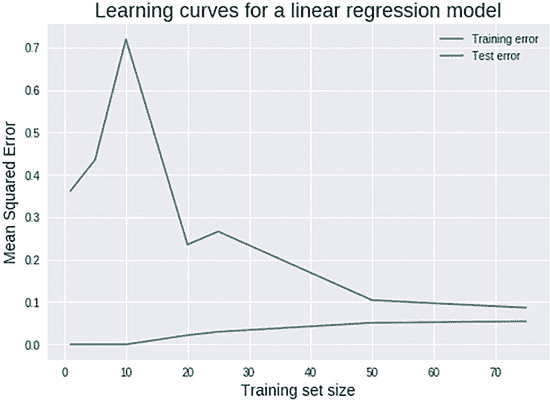 Learning curves for a linear regression model
Training error
Test error
0.7
0.6
0.5
0.4
0.3
0.2
0.1
0.0
Mean Squared Error
0 10 20 30 40 50 60 70
Training set size